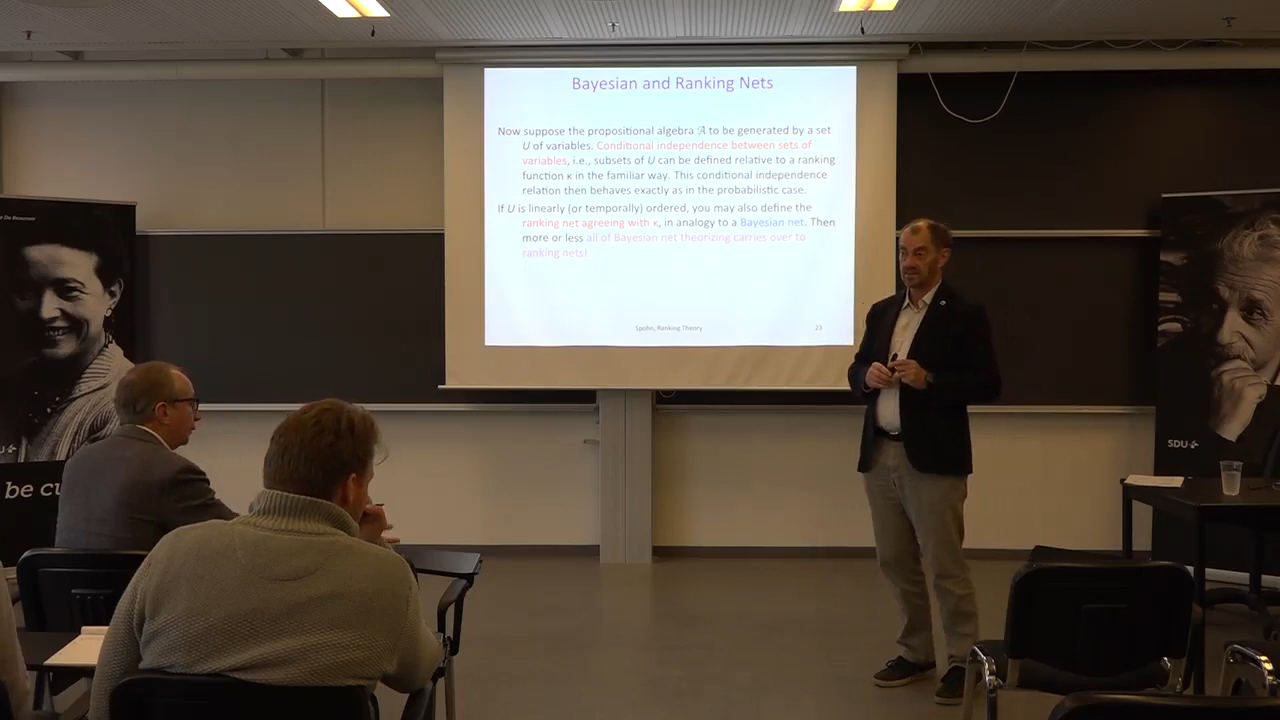 Bayesian and Ranking Nets
Now suppose the propositional algebra 𝒜 to be generated by a set
U of variables. Conditional independence between sets of
variables, i.e., subsets of U can be defined relative to a ranking
function κ in the familiar way. This conditional independence
relation then behaves exactly as in the probabilistic case.
If U is linearly (or temporally) ordered, you may also define the
ranking net agreeing with κ, in analogy to a Bayesian net. Then
more or less all of Bayesian net theorizing carries over to
ranking nets!
Spohn, Ranking Theory
23
De Beauvoir
SDU
be cu